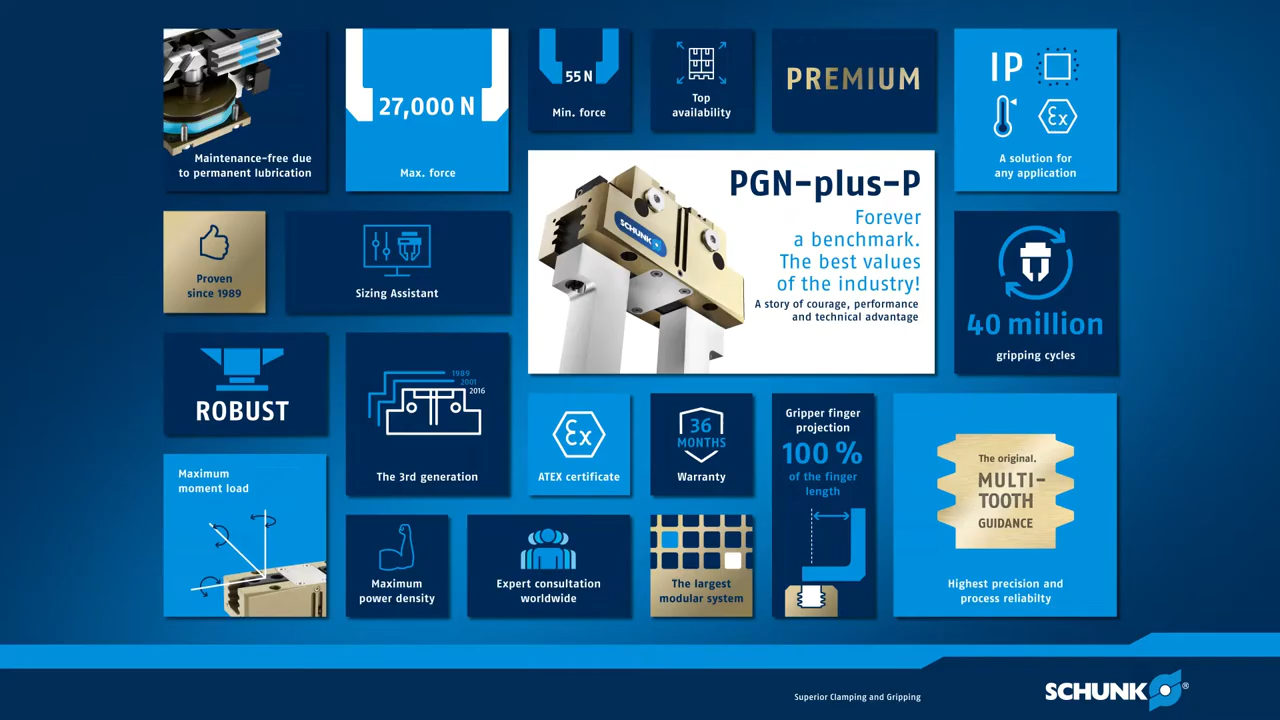 Maintenance-free due
to permanent lubrication
27,000 N
Max. force
55 N
Min. force
Top
availability
PREMIUM
IP
Ex
A solution for
any application
Proven
since 1989
Sizing Assistant
SCHUNK
PGN-plus-P
Forever
a benchmark.
The best values
of the industry!
A story of courage, performance
and technical advantage
40 million
gripping cycles
ROBUST
1989
2001
2016
The 3rd generation
Ex
ATEX certificate
36
MONTHS
Warranty
Gripper finger
projection
100 %
of the finger
length
The original.
MULTI-
TOOTH
GUIDANCE
Highest precision and
process reliabilty
Maximum
moment load
Maximum
power density
Expert consultation
worldwide
The largest
modular system
Superior Clamping and Gripping
SCHUNK ®